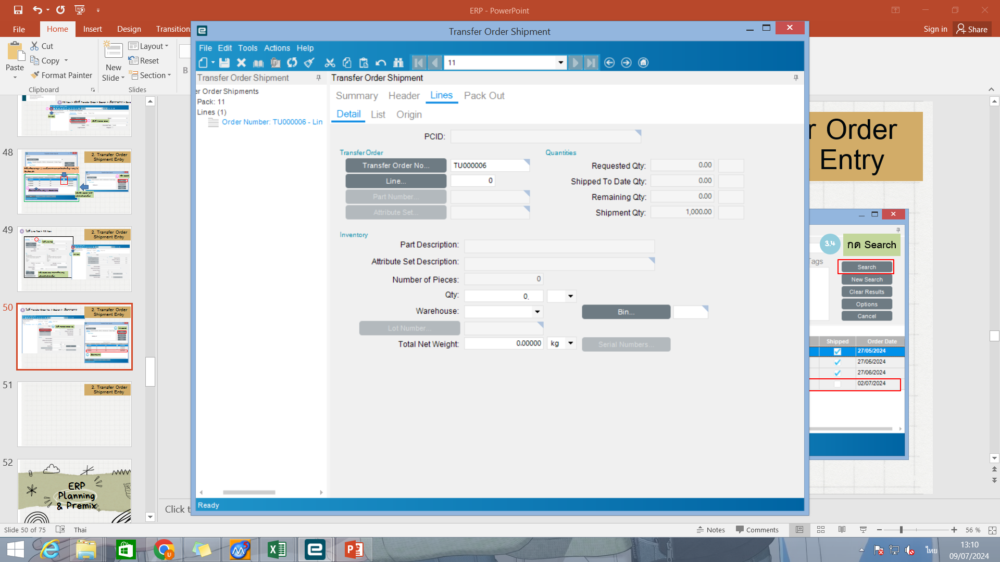 ERP - PowerPoint
File
Home
Insert
Design
Transition
Sign in
Share
Paste
Cut
Copy
Format Painter
Clipboard
New
Slide
Layout
Reset
Section
Slides
B
48
2. Transfer Order
Shipment Entry
49
2. Transfer Order
Shipment Entry
50
2. Transfer Order
Shipment Entry
51
2. Transfer Order
Shipment Entry
52
ERP
Planning
& Premix
Transfer Order Shipment
File Edit Tools Actions Help
11
Transfer Order Shipment
er Order Shipments
Pack: 11
Lines (1)
Order Number: TU000006 - Lin
Transfer Order Shipment
Summary Header Lines Pack Out
Detail List Origin
PCID:
Transfer Order
Transfer Order No...
TU000006
Line...
0
Part Number...
Attribute Set...
Quantities
Requested Qty: 0.00
Shipped To Date Qty: 0.00
Remaining Qty: 0.00
Shipment Qty: 1,000.00
Inventory
Part Description:
Attribute Set Description:
Number of Pieces: 0
Qty: 0.
Warehouse:
Bin...
Lot Number...
Total Net Weight: 0.00000 kg
Serial Numbers...
Ready
r Order
Entry
3.4
กด Search
Tags
Search
New Search
Clear Results
Options
Cancel
Shipped Order Date
27/05/2024
27/05/2024
27/06/2024
02/07/2024
Click t
Slide 50 of 75
Thai
Notes
Comments
56 %
ไทย
13:10
09/07/2024